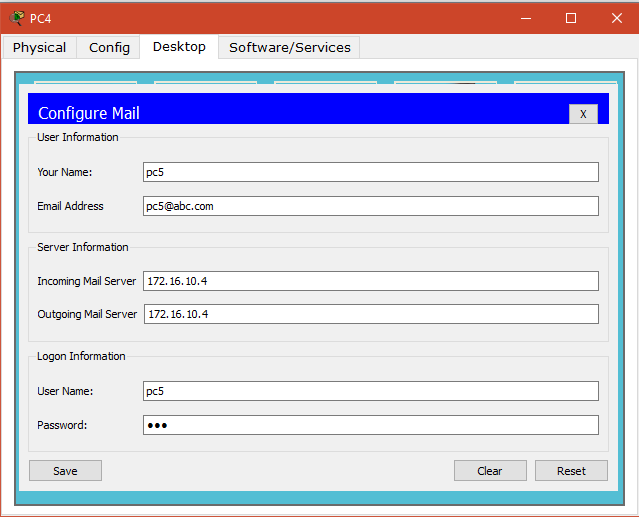 PC4
Physical Config Desktop Software/Services
Configure Mail X
User Information
Your Name: pc5
Email Address pc5@abc.com
Server Information
Incoming Mail Server 172.16.10.4
Outgoing Mail Server 172.16.10.4
Logon Information
User Name: pc5
Password: ●●●
Save Clear Reset